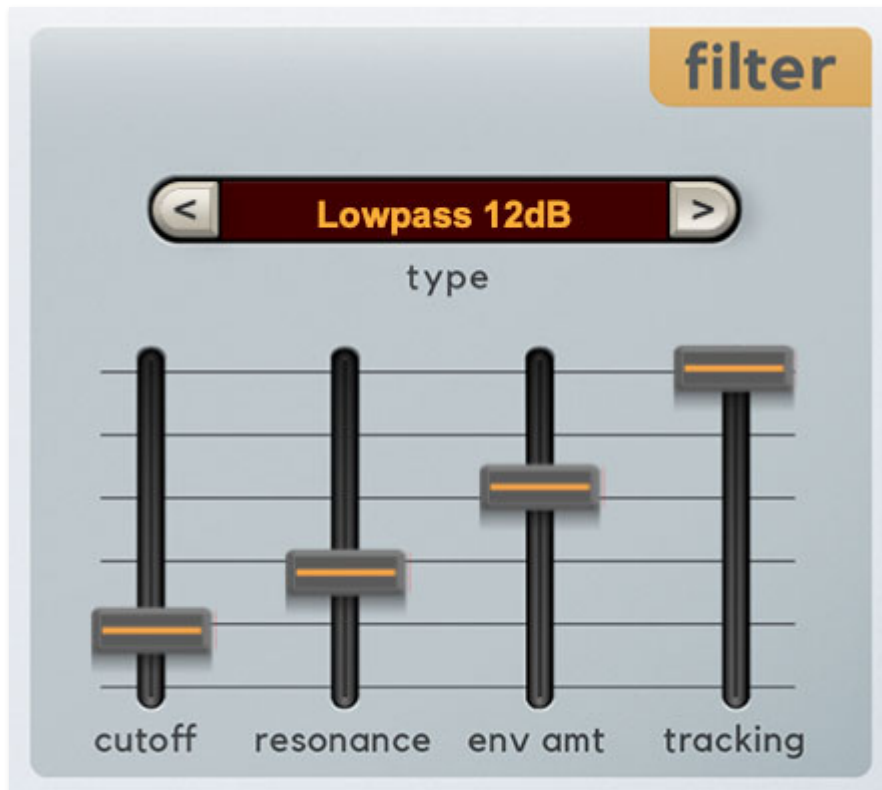 filter
< Lowpass 12dB >
type
cutoff resonance env amt tracking